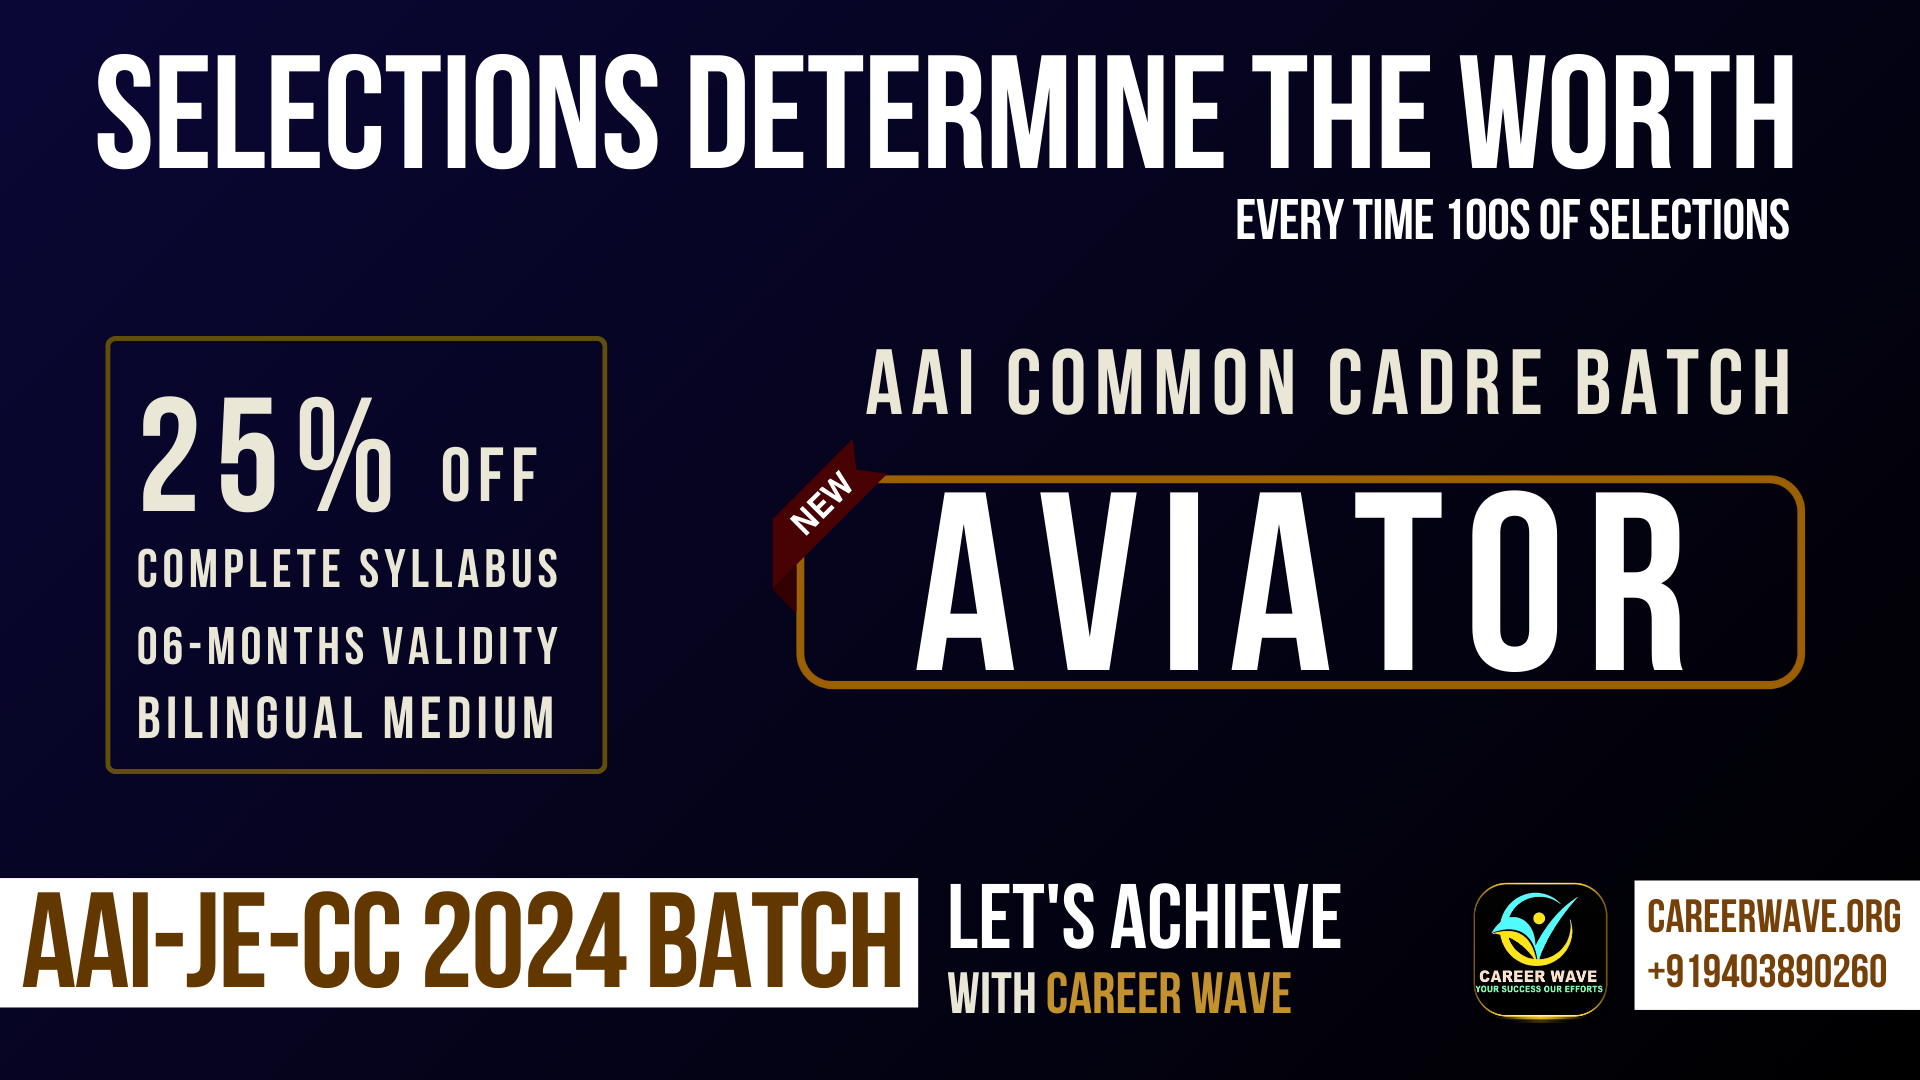 SELECTIONS DETERMINE THE WORTH
EVERY TIME 100S OF SELECTIONS
25% OFF
COMPLETE SYLLABUS
06-MONTHS VALIDITY
BILINGUAL MEDIUM
AAI COMMON CADRE BATCH
NEW
AVIATOR
AAI-JE-CC 2024 BATCH
LET'S ACHIEVE
WITH CAREER WAVE
CAREER WAVE
YOUR SUCCESS OUR EFFORTS
CAREERWAVE.ORG
+919403890260